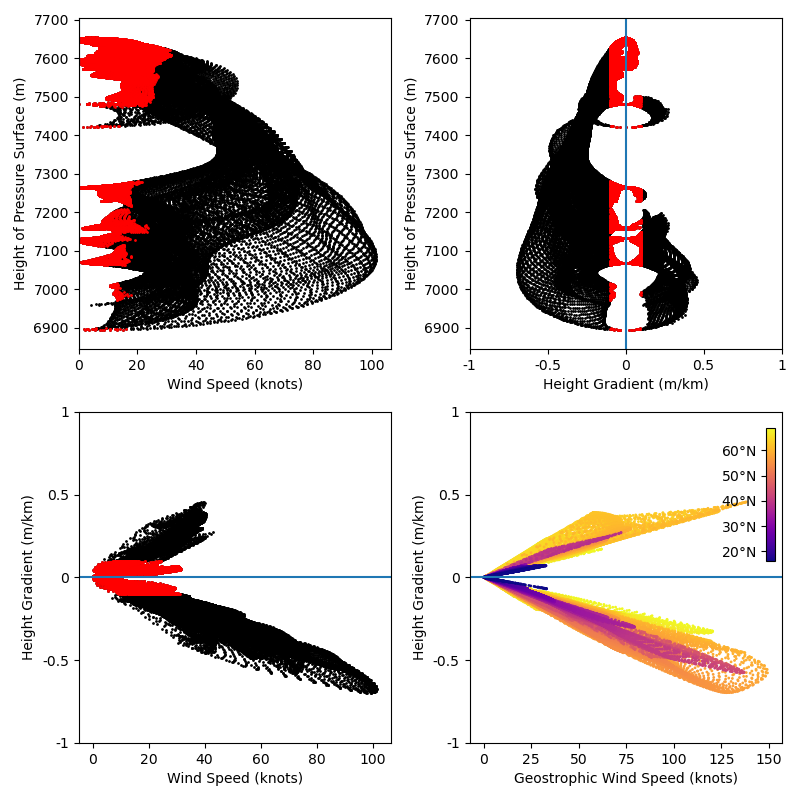 7700
7600
7500
7400
7300
7200
7100
7000
6900
Height of Pressure Surface (m)
0 20 40 60 80 100
Wind Speed (knots)
7700
7600
7500
7400
7300
7200
7100
7000
6900
Height of Pressure Surface (m)
-1 -0.5 0 0.5 1
Height Gradient (m/km)
1
0.5
0
-0.5
-1
Height Gradient (m/km)
0 20 40 60 80 100
Wind Speed (knots)
1
0.5
0
-0.5
-1
Height Gradient (m/km)
60°N
50°N
40°N
30°N
20°N
0 25 50 75 100 125 150
Geostrophic Wind Speed (knots)